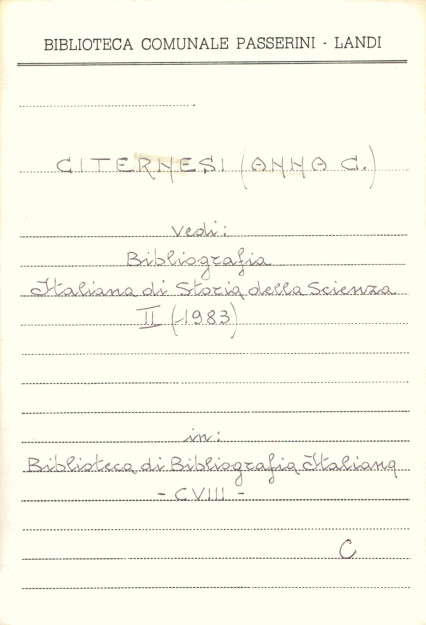 BIBLIOTECA COMUNALE PASSERINI - LANDI
CITERNESI (ANNA C.)
vedi:
Bibliografia
Italiana di Storia della Scienza
II (-1983)
in:
Biblioteca di Bibliografia Italiana
- CVIII -
C